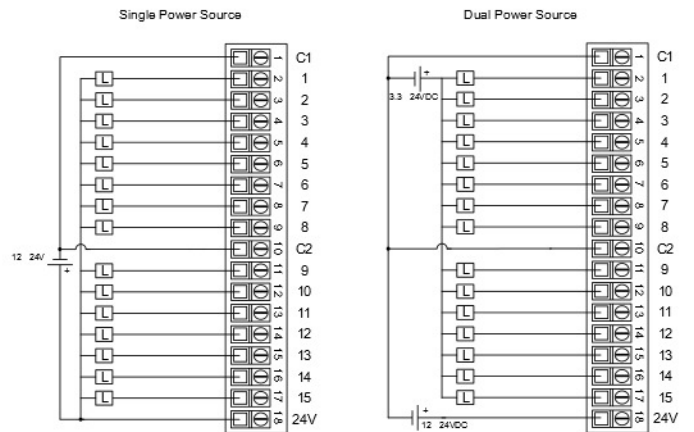 Single Power Source
Dual Power Source
1 C1
L 2 1
L 3 2
L 4 3
L 5 4
L 6 5
L 7 6
L 8 7
L 9 8
10 C2
12 24V
+
L 11 9
L 12 10
L 13 11
L 14 12
L 15 13
L 16 14
L 17 15
18 24V
1 C1
+ L 2 1
3.3 24VDC
L 3 2
L 4 3
L 5 4
L 6 5
L 7 6
L 8 7
L 9 8
10 C2
L 11 9
L 12 10
L 13 11
L 14 12
L 15 13
L 16 14
L 17 15
+ 18 24V
12 24VDC